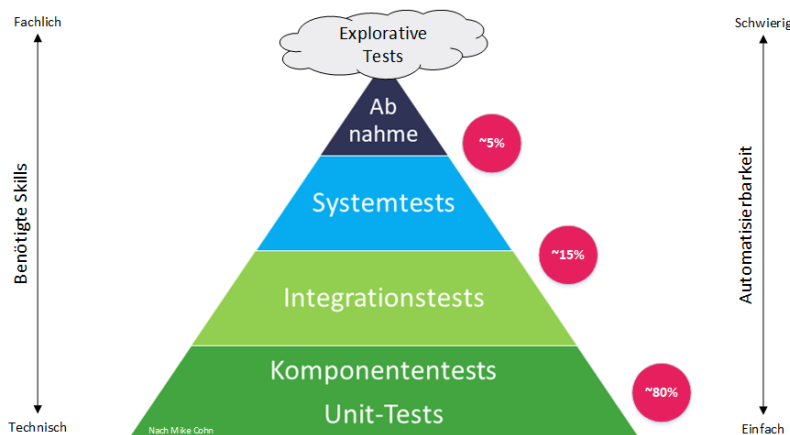 Fachlich
Explorative
Tests
Schwierig
Ab
nahme
~5%
Benötigte Skills
Automatisierbarkeit
Systemtests
~15%
Integrationstests
Komponententests
~80%
Unit-Tests
Technisch
Nach Mike Cohn
Einfach